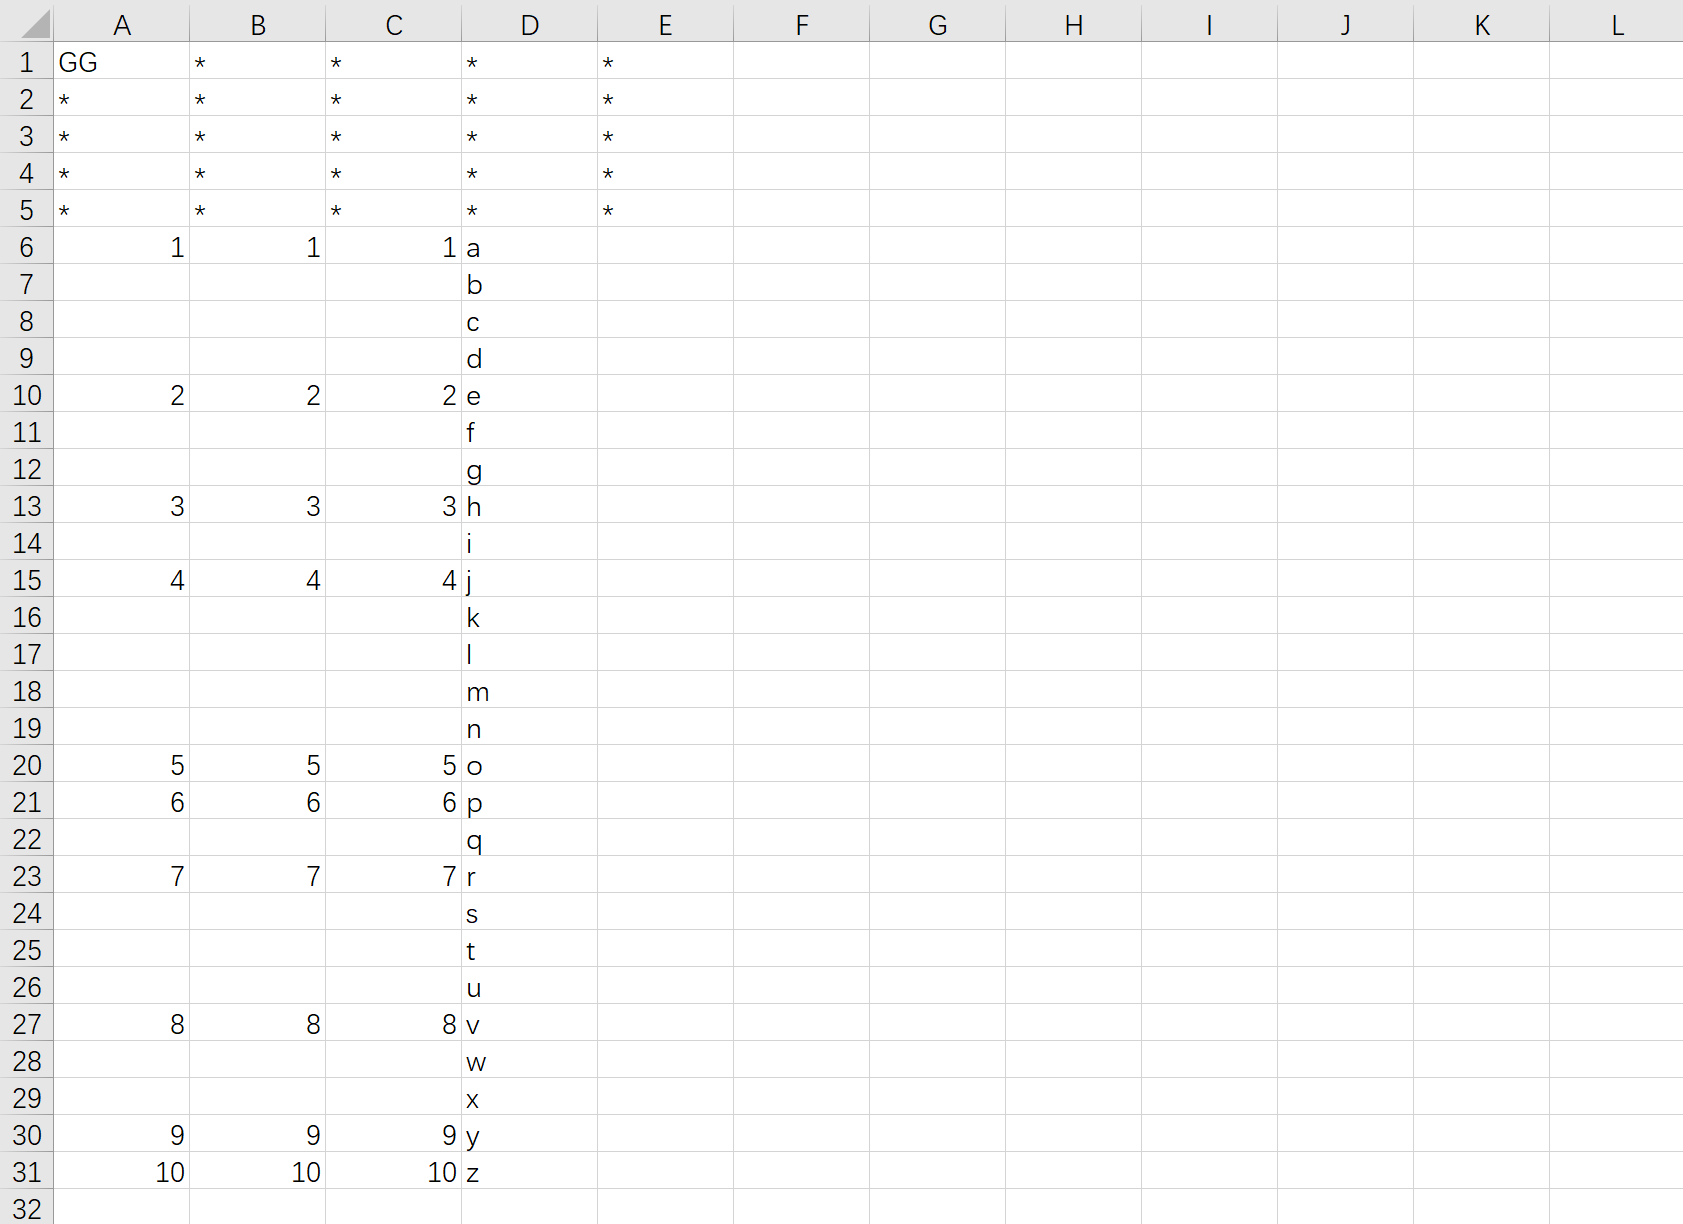 A B C D E F G H I J K L
1 GG * * * *
2 * * * * *
3 * * * * *
4 * * * * *
5 * * * * *
6 1 1 1 a
7 b
8 c
9 d
10 2 2 2 e
11 f
12 g
13 3 3 3 h
14 i
15 4 4 4 j
16 k
17 l
18 m
19 n
20 5 5 5 o
21 6 6 6 p
22 q
23 7 7 7 r
24 s
25 t
26 u
27 8 8 8 v
28 w
29 x
30 9 9 9 y
31 10 10 10 z
32